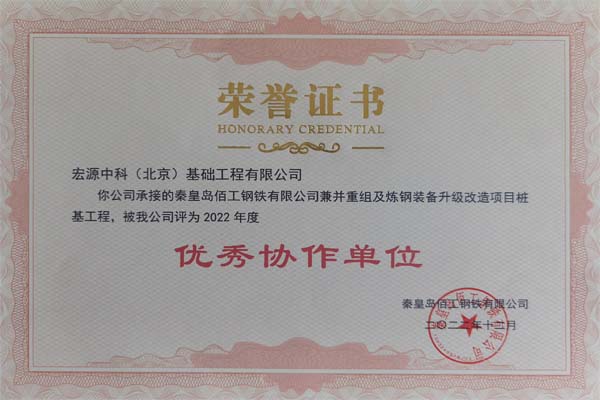 荣誉证书
HONORARY CREDENTIAL
宏源中科（北京）基础工程有限公司
你公司承接的秦皇岛佰工钢铁有限公司兼并重组及炼钢装备升级改造项目桩
基工程，被我公司评为 2022 年度
优秀协作单位
秦皇岛佰工钢铁有限公司
二〇二二年十二月